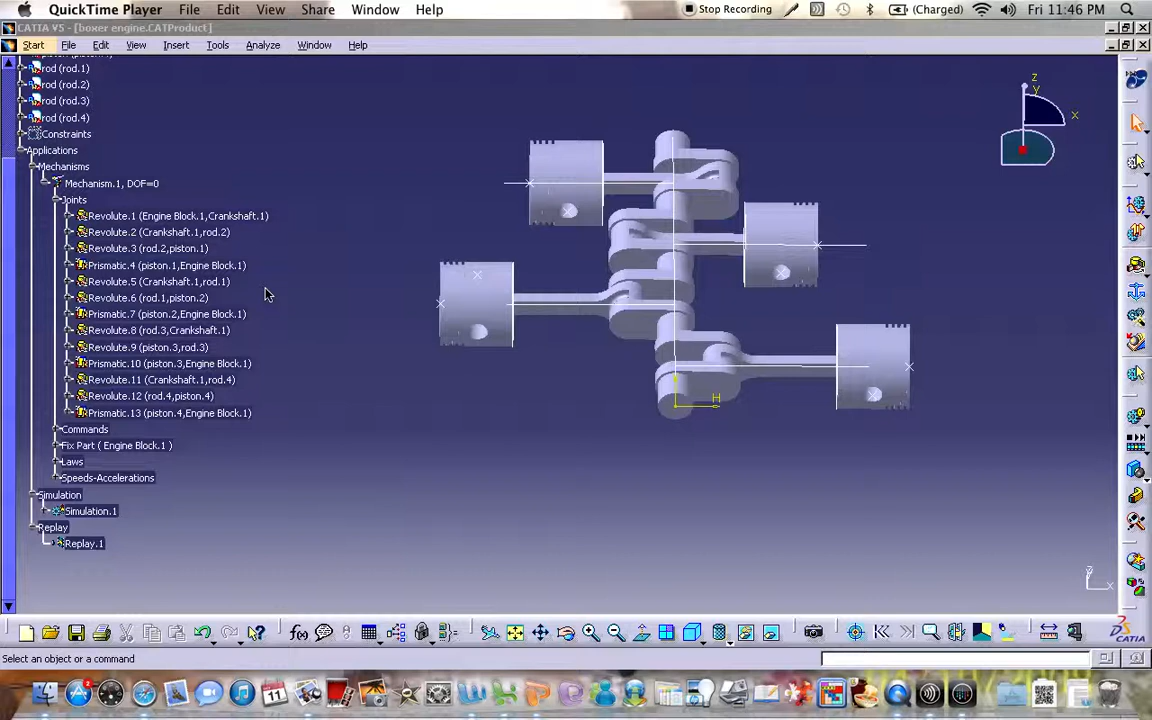 QuickTime Player File Edit View Share Window Help
Stop Recording
(Charged)
Fri 11:46 PM
CATIA V5 - [boxer engine.CATProduct]
Start File Edit View Insert Tools Analyze Window Help
rod (rod.1)
rod (rod.2)
rod (rod.3)
rod (rod.4)
Constraints
Applications
Mechanisms
Mechanism.1, DOF=0
Joints
Revolute.1 (Engine Block.1,Crankshaft.1)
Revolute.2 (Crankshaft.1,rod.2)
Revolute.3 (rod.2,piston.1)
Prismatic.4 (piston.1,Engine Block.1)
Revolute.5 (Crankshaft.1,rod.1)
Revolute.6 (rod.1,piston.2)
Prismatic.7 (piston.2,Engine Block.1)
Revolute.8 (rod.3,Crankshaft.1)
Revolute.9 (piston.3,rod.3)
Prismatic.10 (piston.3,Engine Block.1)
Revolute.11 (Crankshaft.1,rod.4)
Revolute.12 (rod.4,piston.4)
Prismatic.13 (piston.4,Engine Block.1)
Commands
Fix Part ( Engine Block.1 )
Laws
Speeds-Accelerations
Simulation
Simulation.1
Replay
Replay.1
z
y
x
H
z
x
f(x)
Select an object or a command
CATIA
2
11